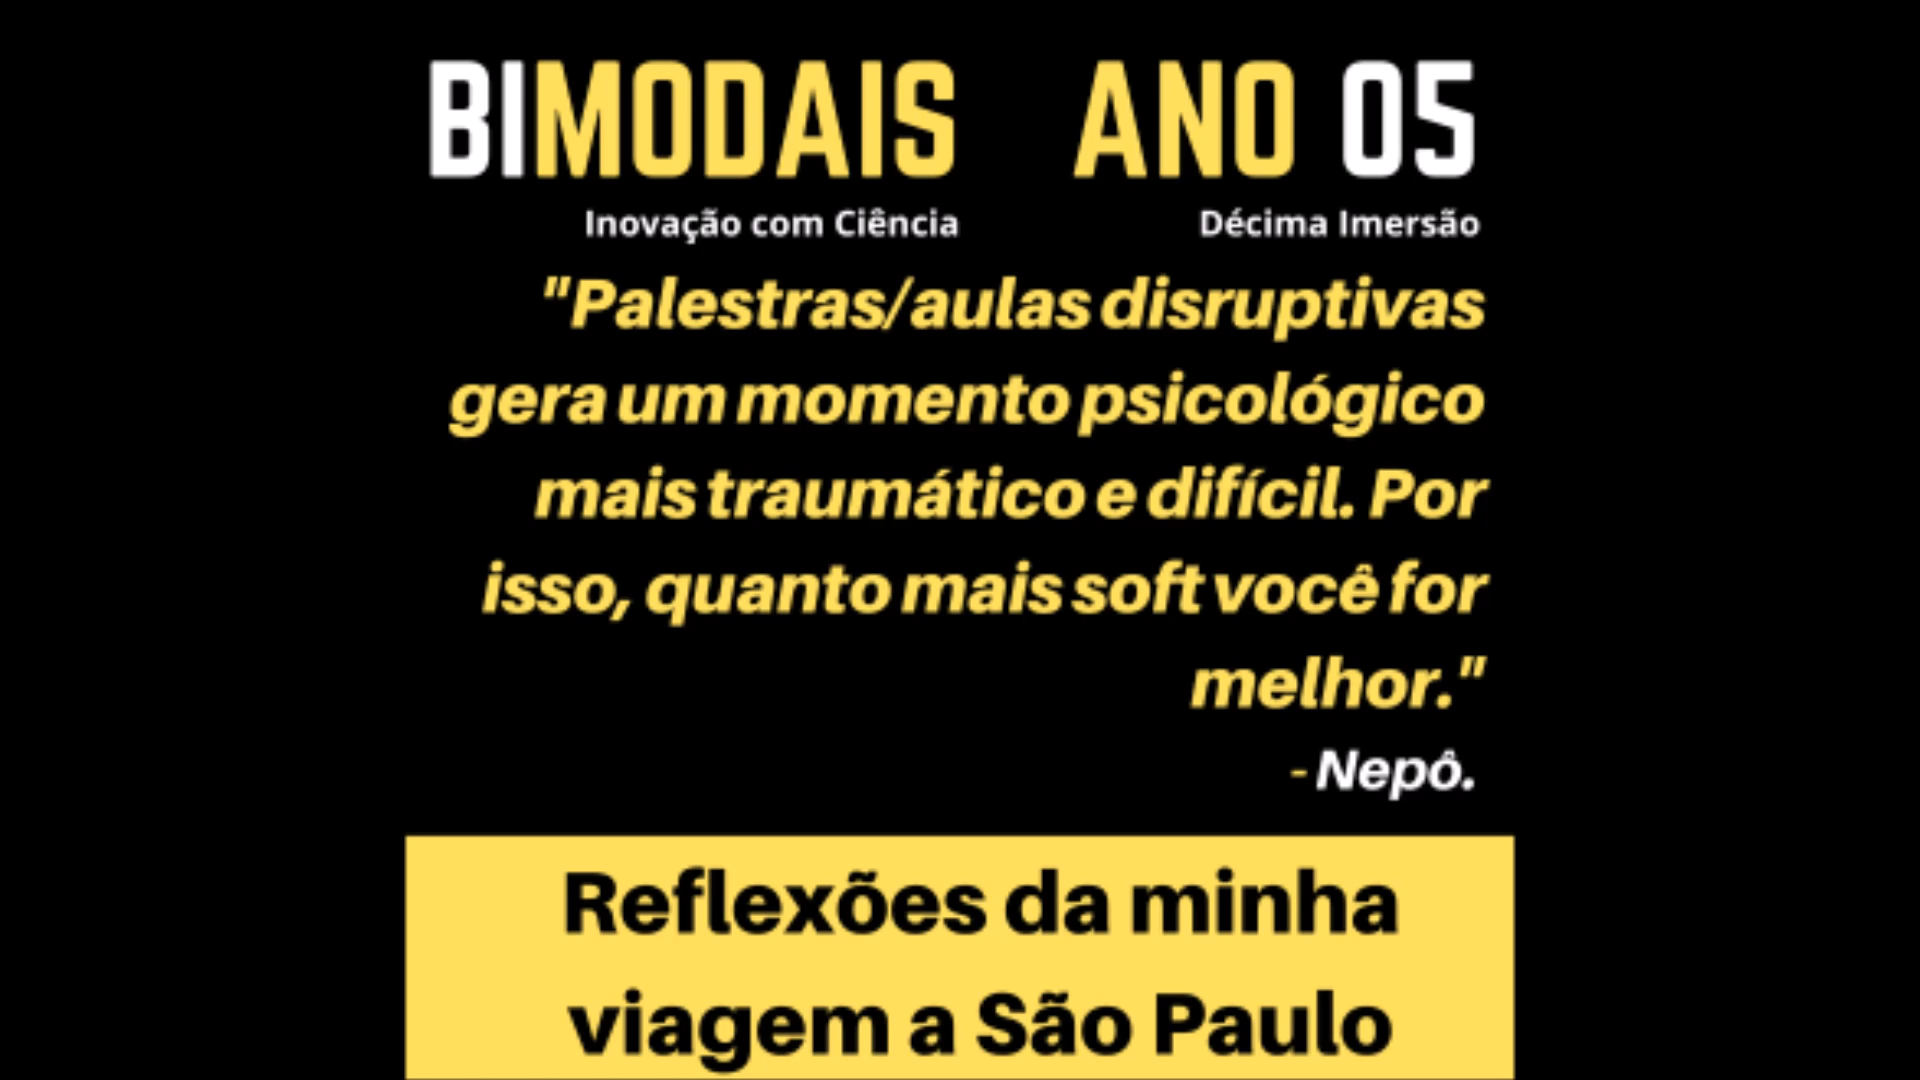 BIMODAIS ANO 05
Inovação com Ciência Décima Imersão
"Palestras/aulas disruptivas
gera um momento psicológico
mais traumático e difícil. Por
isso, quanto mais soft você for
melhor."
- Nepô.
Reflexões da minha
viagem a São Paulo